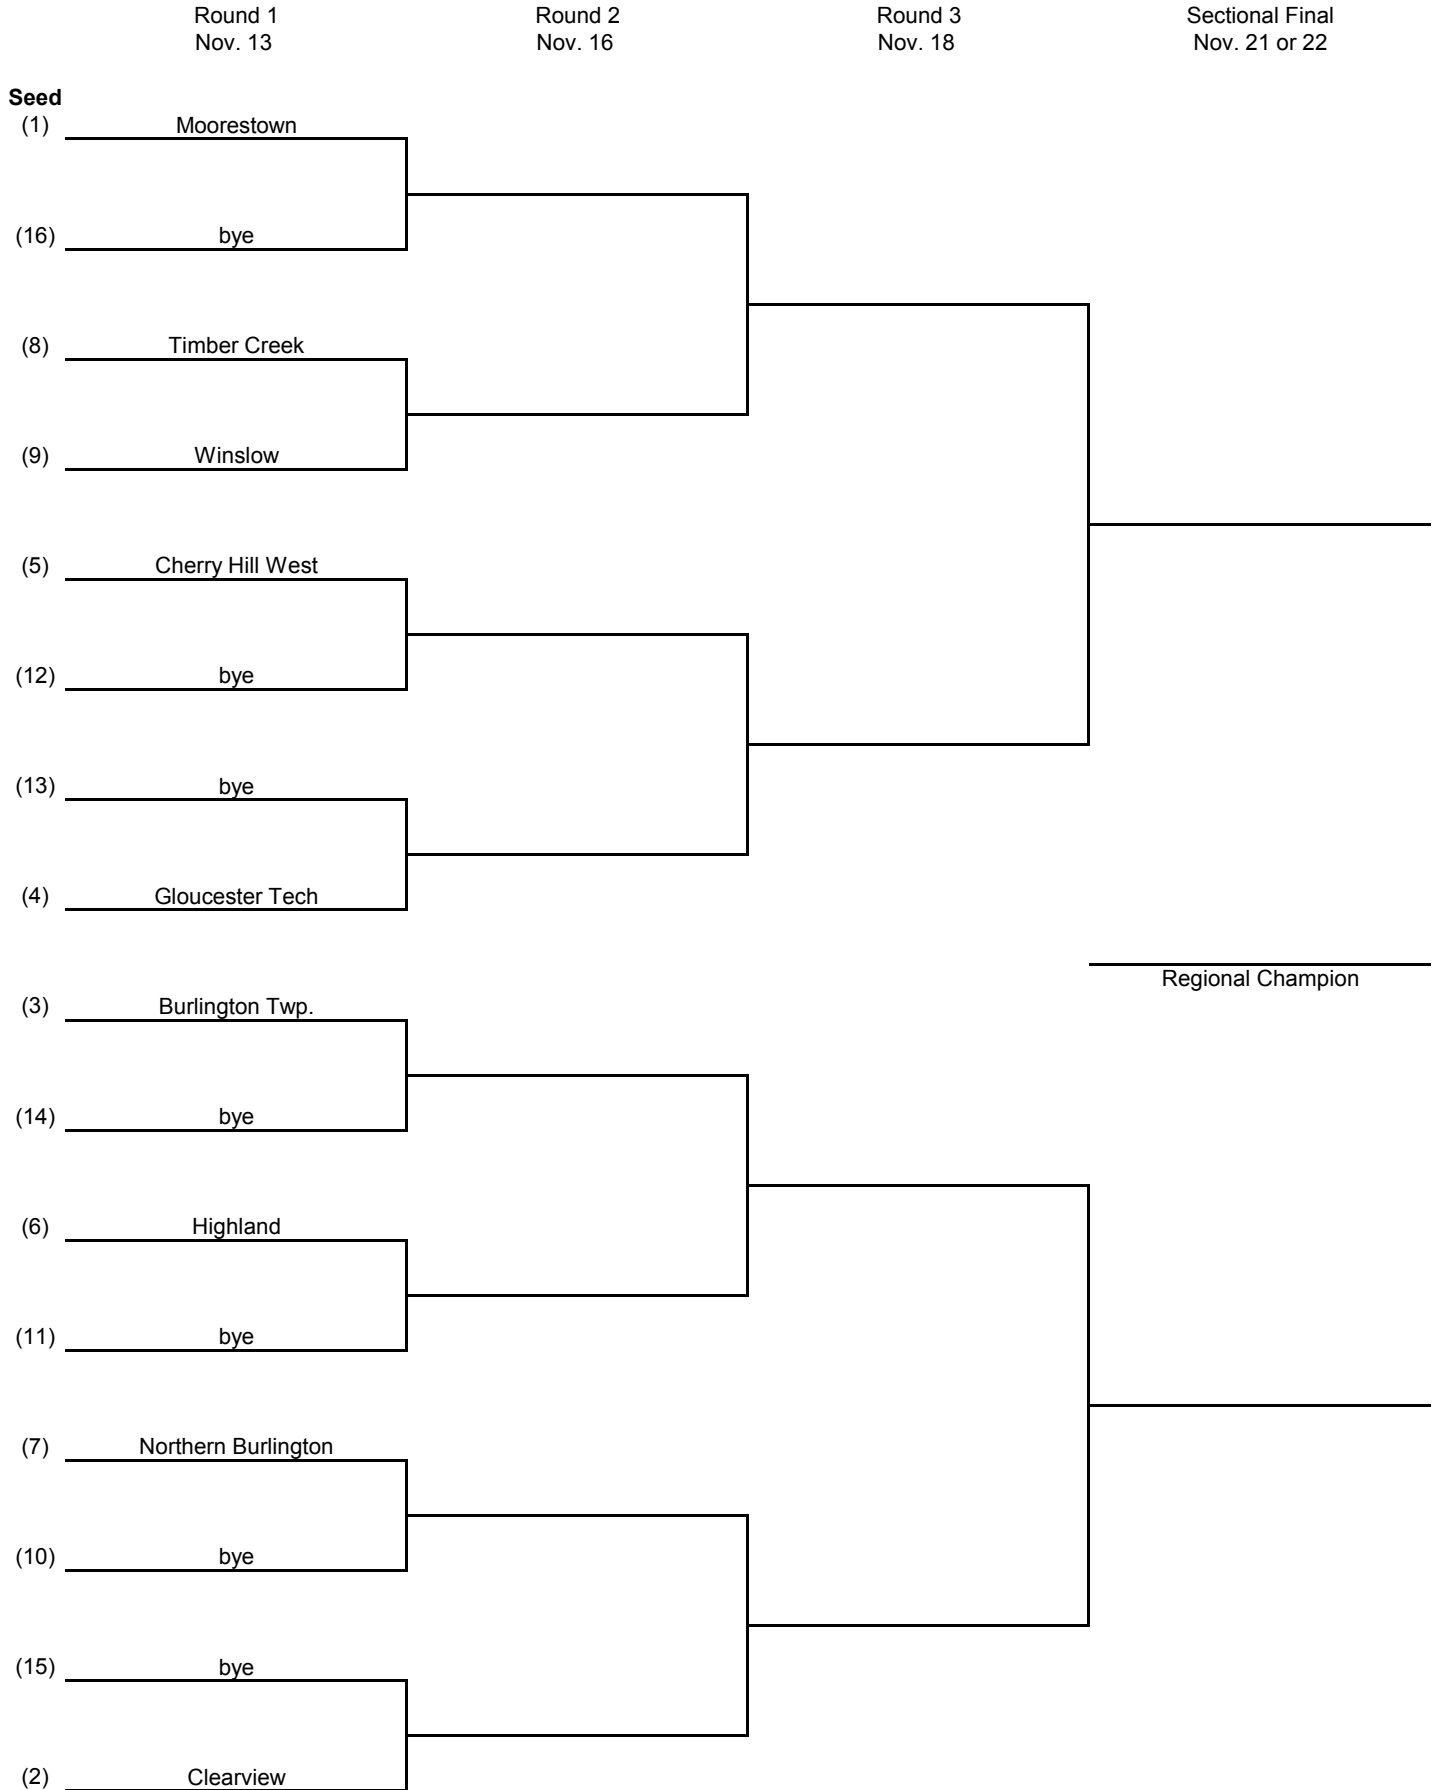 Round 1 Round 2 Round 3 Sectional Final
Nov. 13 Nov. 16 Nov. 18 Nov. 21 or 22
Seed
(1) Moorestown
(16) bye
(8) Timber Creek
(9) Winslow
(5) Cherry Hill West
(12) bye
(13) bye
(4) Gloucester Tech
Regional Champion
(3) Burlington Twp.
(14) bye
(6) Highland
(11) bye
(7) Northern Burlington
(10) bye
(15) bye
(2) Clearview